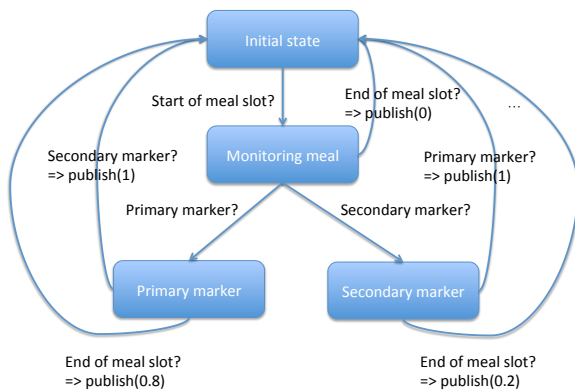 Initial state
Start of meal slot?
End of meal slot?
=> publish(0)
...
Secondary marker?
=> publish(1)
Monitoring meal
Primary marker?
=> publish(1)
Primary marker?
Secondary marker?
Primary marker
Secondary marker
End of meal slot?
=> publish(0.8)
End of meal slot?
=> publish(0.2)